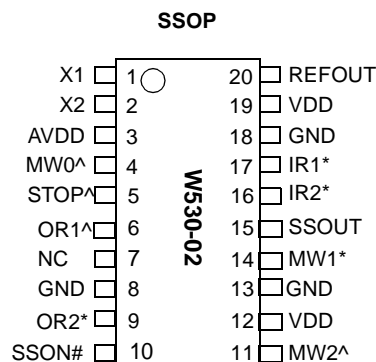 SSOP
X1 1 20 REFOUT
X2 2 19 VDD
AVDD 3 18 GND
MW0^ 4 17 IR1*
STOP^ 5 16 IR2*
OR1^ 6 15 SSOUT
NC 7 14 MW1*
GND 8 13 GND
OR2* 9 12 VDD
SSON# 10 11 MW2^
W530-02